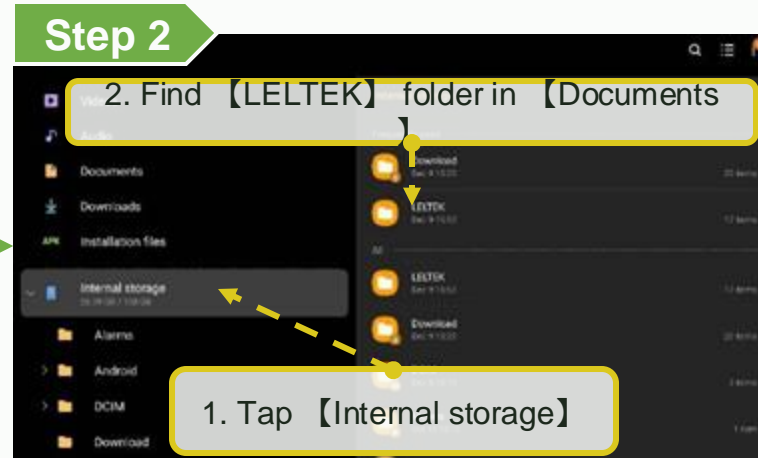 Step 2
2. Find 【LELTEK】 folder in 【Documents
】
Audio
Documents
Downloads
APK Installation files
Internal storage
Alarms
Android
DCIM
Download
Download
LELTEK
All
LELTEK
Download
1. Tap 【Internal storage】